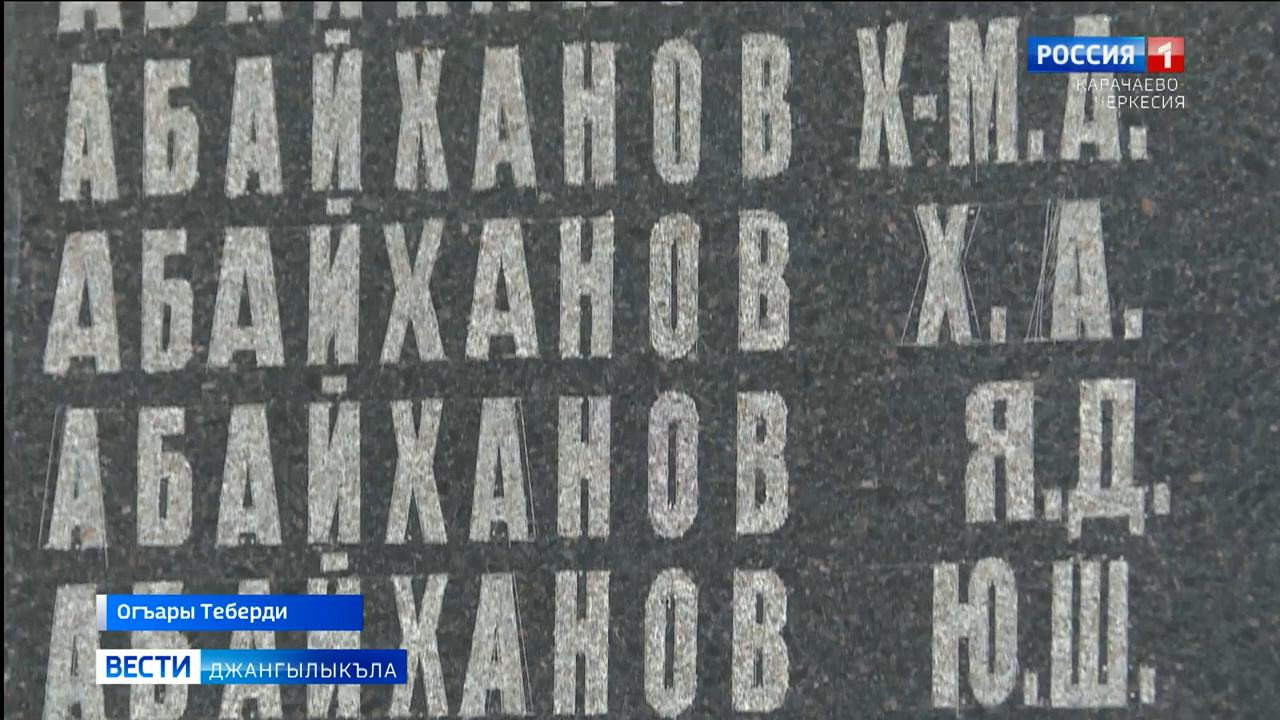 АБАЙХАНОВ Х-М.А.
РОССИЯ 1
КАРАЧАЕВО-
ЧЕРКЕСИЯ
АБАЙХАНОВ Х.А.
АБАЙХАНОВ Я.Д.
АБАЙХАНОВ Ю.Ш.
Огъары Теберди
ВЕСТИ ДЖАНГЫЛЫКЪЛА